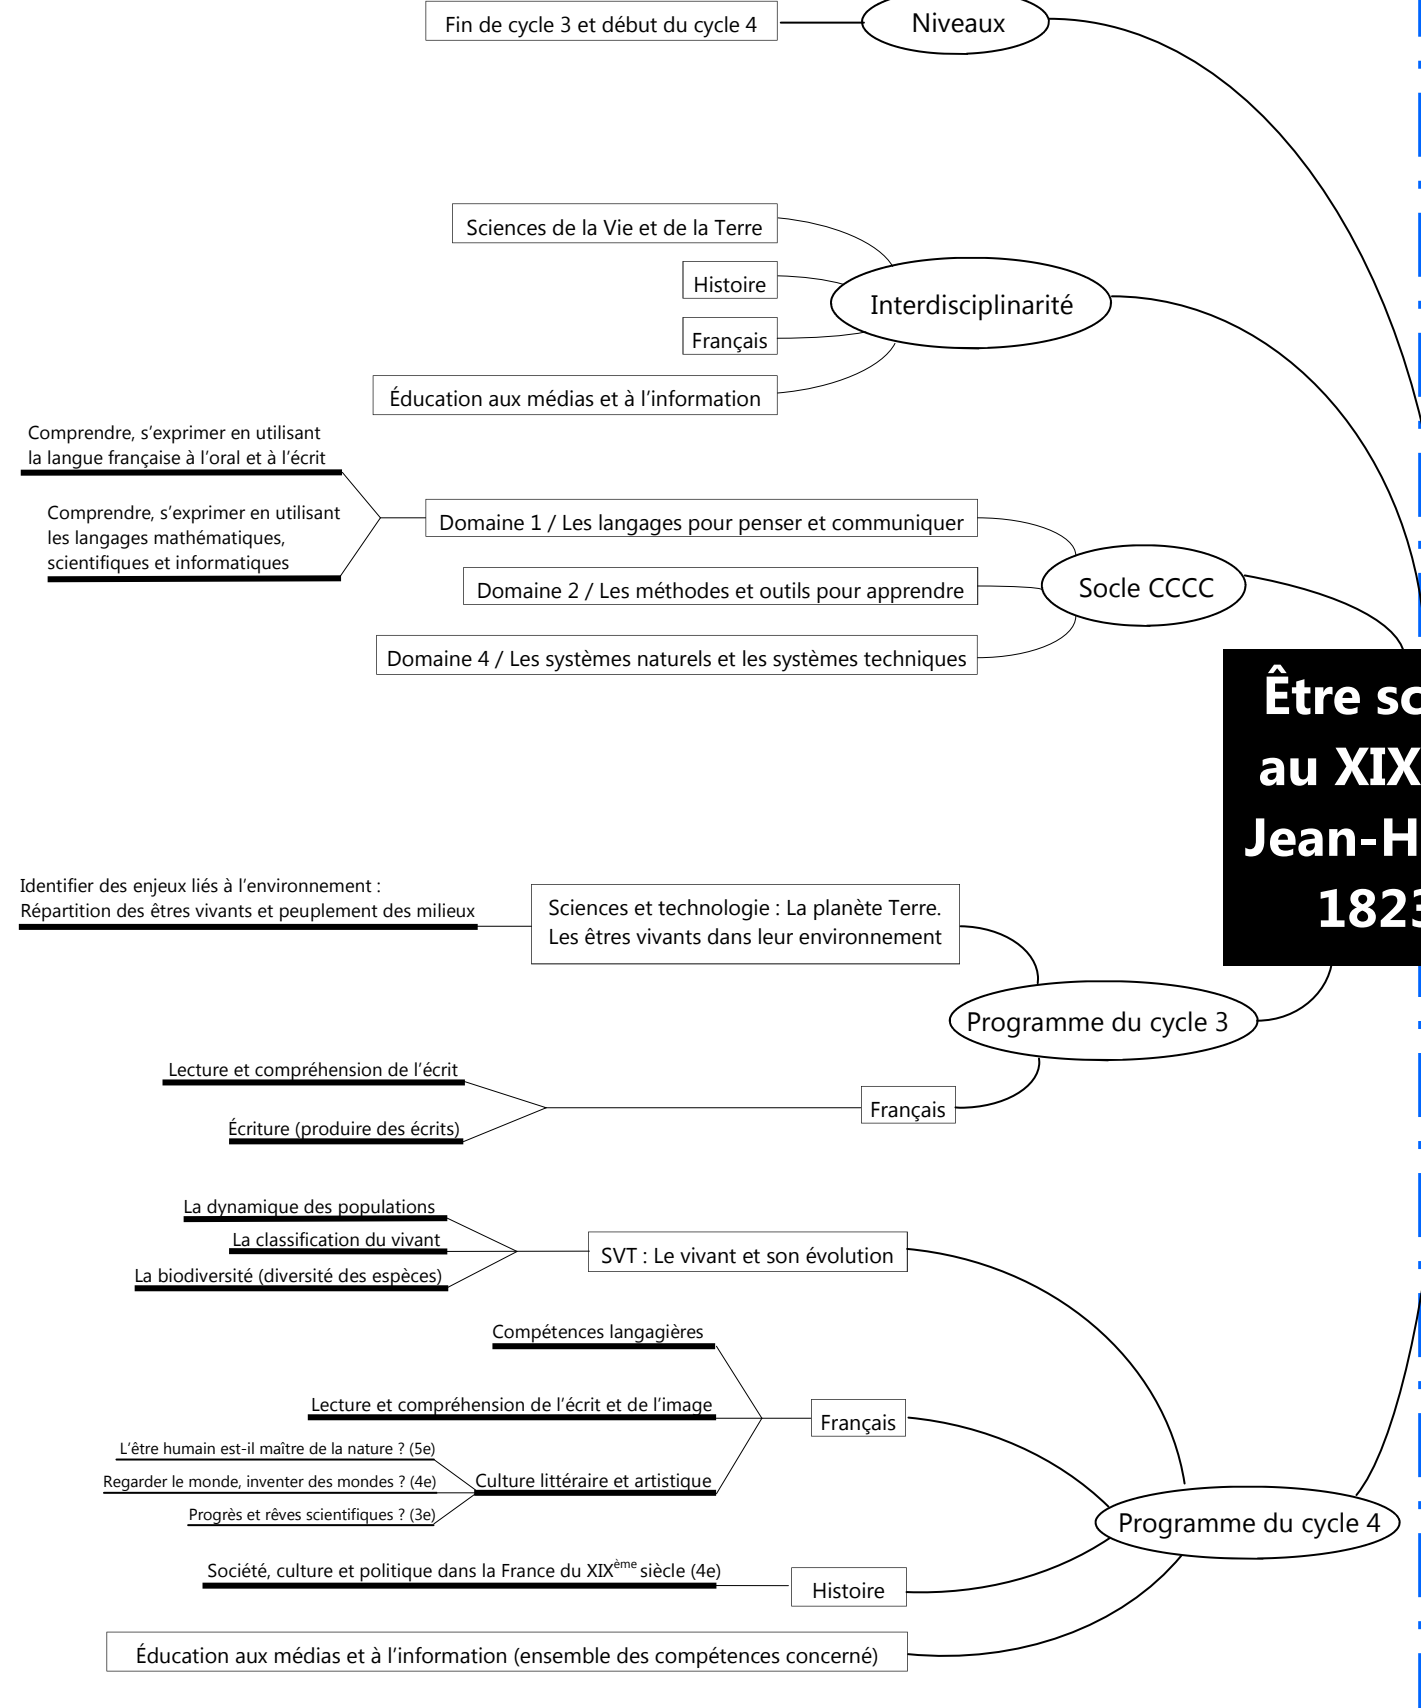 Fin de cycle 3 et début du cycle 4
Niveaux
Sciences de la Vie et de la Terre
Histoire
Français
Éducation aux médias et à l'information
Interdisciplinarité
Comprendre, s'exprimer en utilisant
la langue française à l'oral et à l'écrit
Comprendre, s'exprimer en utilisant
les langages mathématiques,
scientifiques et informatiques
Domaine 1 / Les langages pour penser et communiquer
Domaine 2 / Les méthodes et outils pour apprendre
Domaine 4 / Les systèmes naturels et les systèmes techniques
Socle CCCC
Être
au XIX
Jean-H
1823
Identifier des enjeux liés à l'environnement :
Répartition des êtres vivants et peuplement des milieux
Sciences et technologie : La planète Terre.
Les êtres vivants dans leur environnement
Programme du cycle 3
Lecture et compréhension de l'écrit
Écriture (produire des écrits)
Français
La dynamique des populations
La classification du vivant
La biodiversité (diversité des espèces)
SVT : Le vivant et son évolution
Compétences langagières
Lecture et compréhension de l'écrit et de l'image
L'être humain est-il maître de la nature ? (5e)
Regarder le monde, inventer des mondes ? (4e)
Progrès et rêves scientifiques ? (3e)
Culture littéraire et artistique
Français
Programme du cycle 4
Société, culture et politique dans la France du XIXème siècle (4e)
Histoire
Éducation aux médias et à l'information (ensemble des compétences concerné)